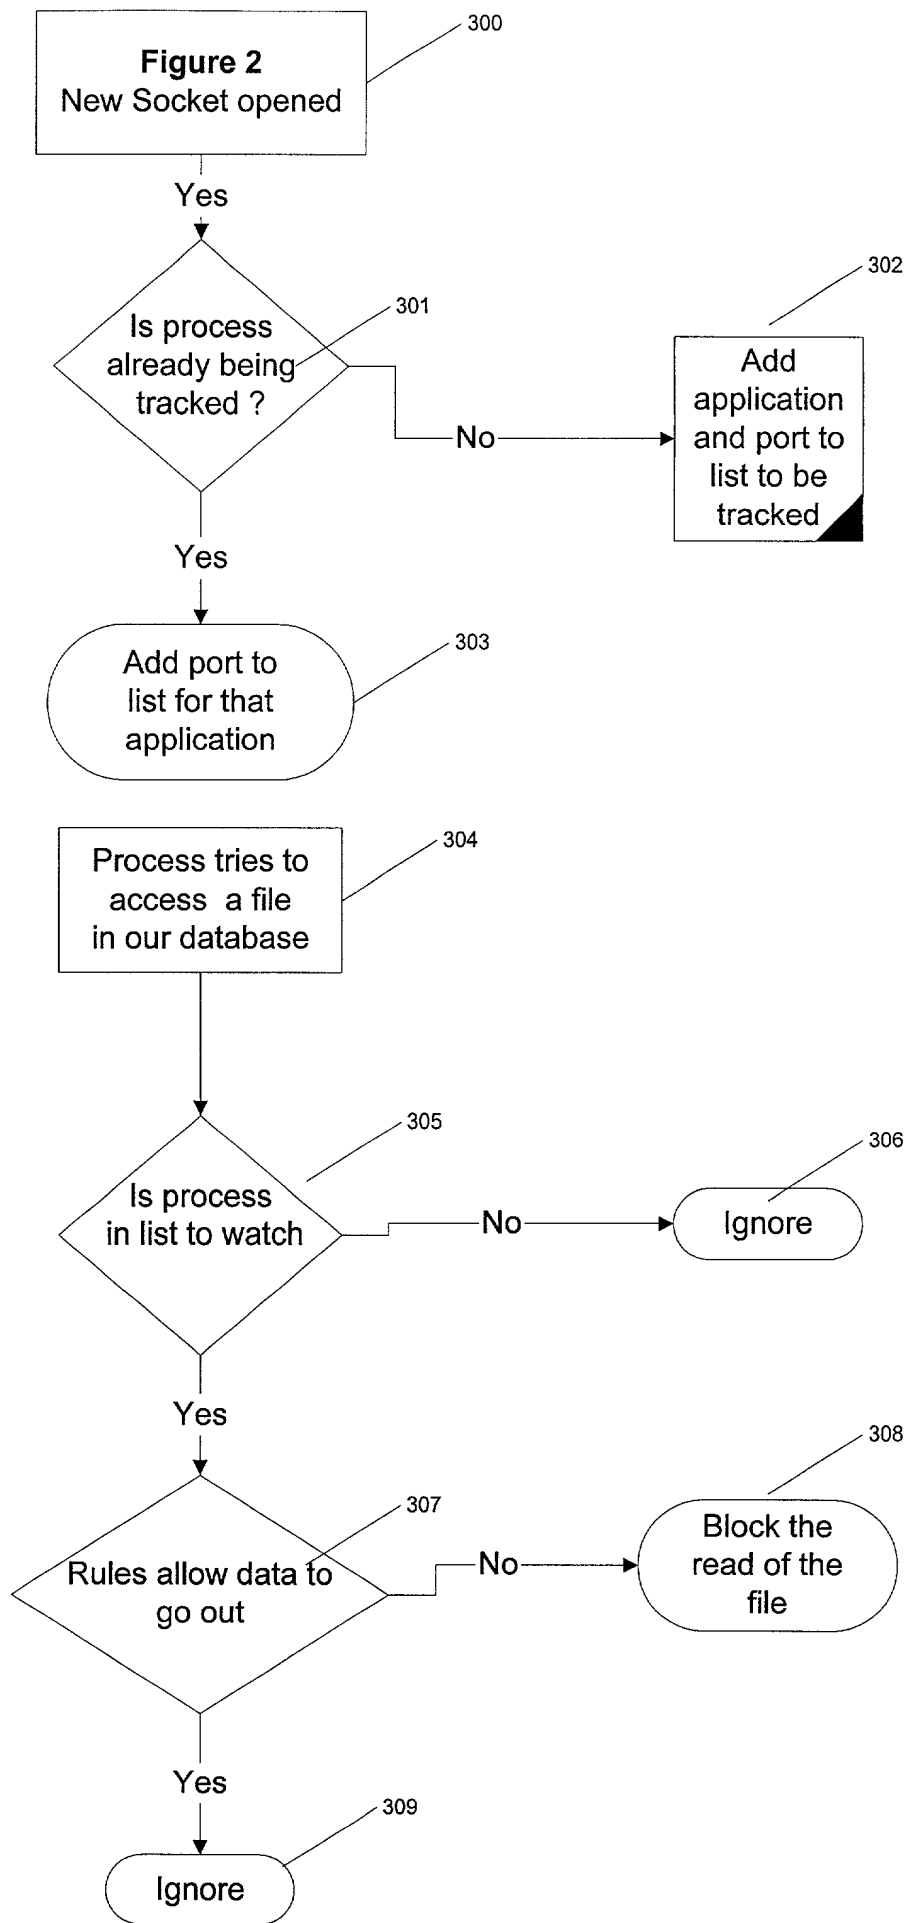 Figure 2
New Socket opened
300
Yes
Is process
already being
tracked ?
301
No
302
Add
application
and port to
list to be
tracked
Yes
Add port to
list for that
application
303
Process tries to
access a file
in our database
304
Is process
in list to watch
305
No
306
Ignore
Yes
Rules allow data to
go out
307
No
308
Block the
read of the
file
Yes
309
Ignore